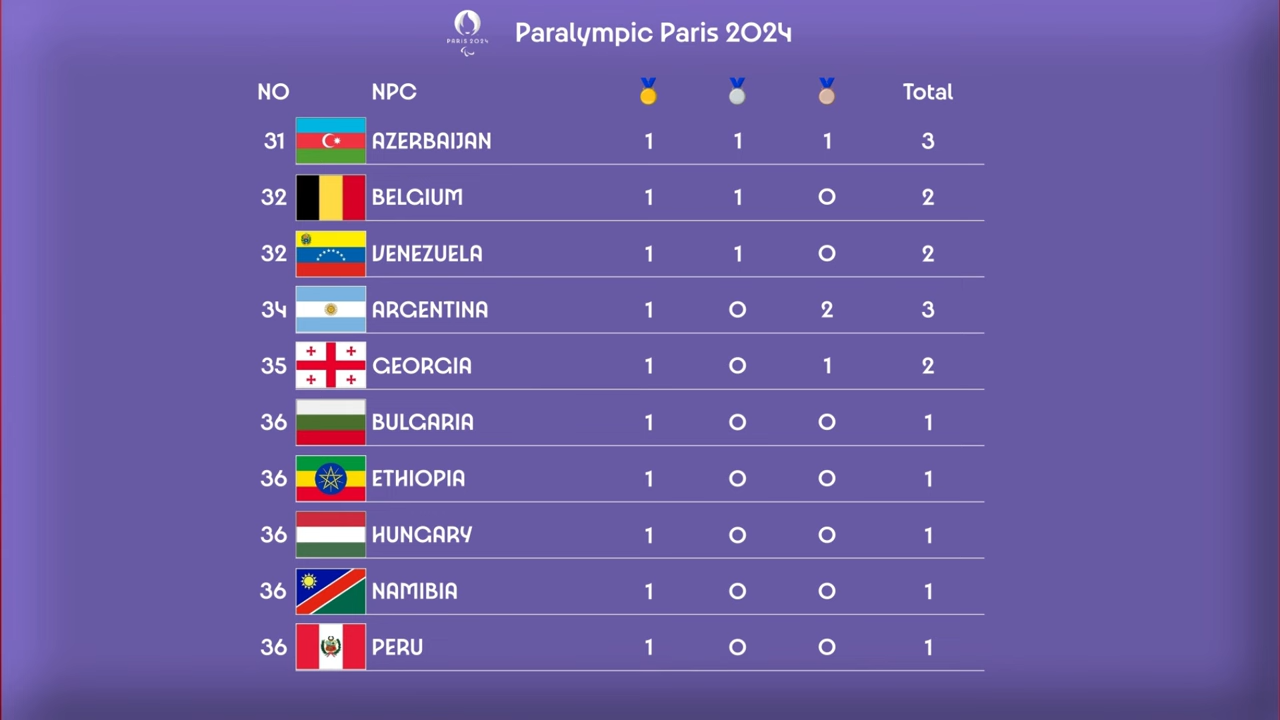 PARIS 2024
Paralympic Paris 2024
NO NPC Total
31 AZERBAIJAN 1 1 1 3
32 BELGIUM 1 1 0 2
32 VENEZUELA 1 1 0 2
34 ARGENTINA 1 0 2 3
35 GEORGIA 1 0 1 2
36 BULGARIA 1 0 0 1
36 ETHIOPIA 1 0 0 1
36 HUNGARY 1 0 0 1
36 NAMIBIA 1 0 0 1
36 PERU 1 0 0 1